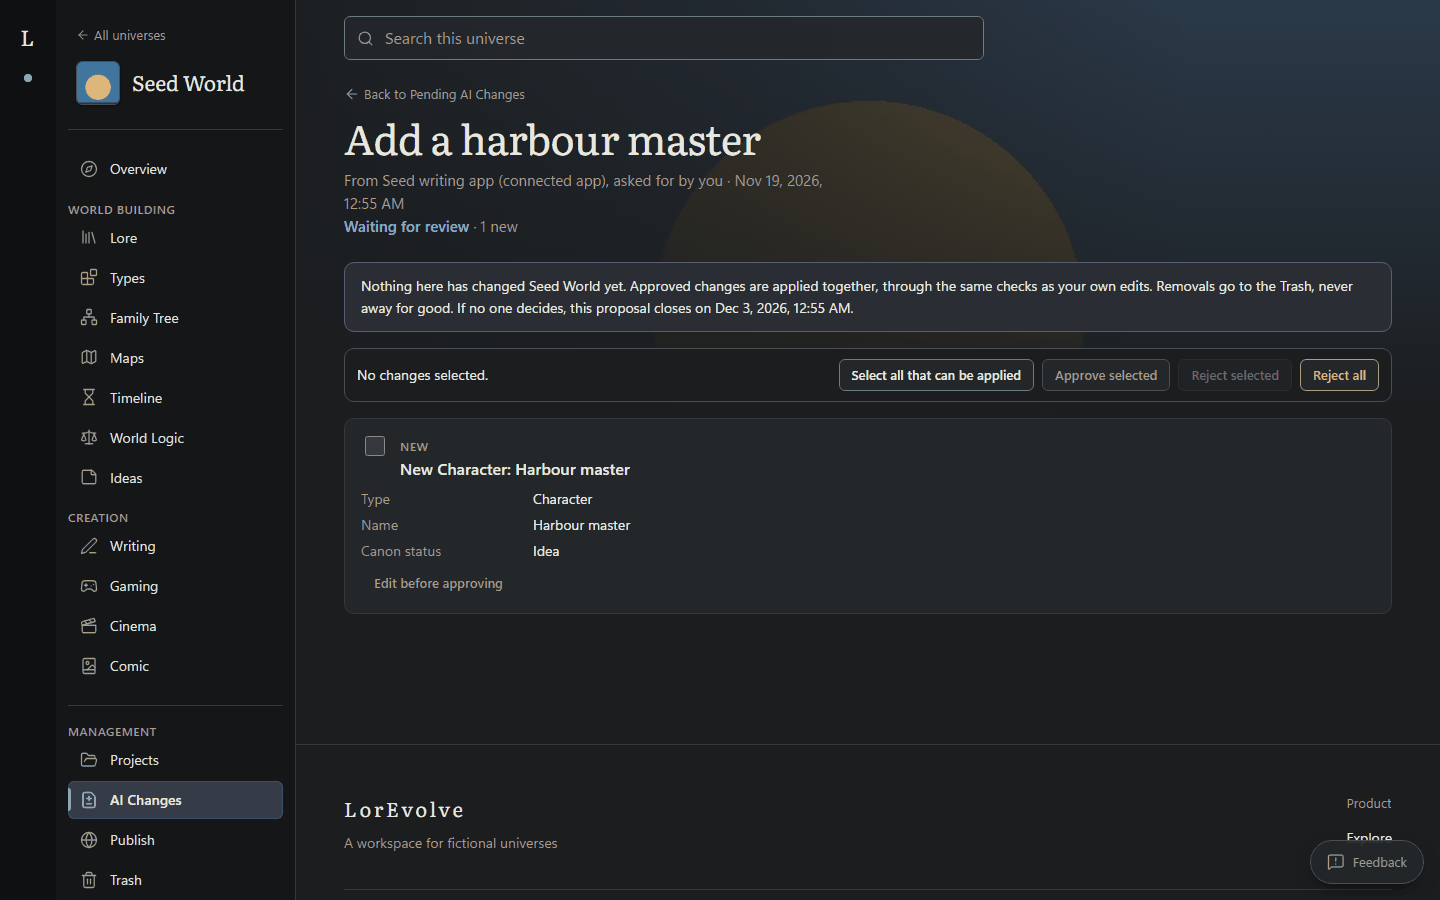 L
All universes
Seed World
Overview
WORLD BUILDING
Lore
Types
Family Tree
Maps
Timeline
World Logic
Ideas
CREATION
Writing
Gaming
Cinema
Comic
MANAGEMENT
Projects
AI Changes
Publish
Trash
Search this universe
Back to Pending AI Changes
Add a harbour master
From Seed writing app (connected app), asked for by you · Nov 19, 2026,
12:55 AM
Waiting for review · 1 new
Nothing here has changed Seed World yet. Approved changes are applied together, through the same checks as your own edits. Removals go to the Trash, never
away for good. If no one decides, this proposal closes on Dec 3, 2026, 12:55 AM.
No changes selected.
Select all that can be applied
Approve selected
Reject selected
Reject all
NEW
New Character: Harbour master
Type Character
Name Harbour master
Canon status Idea
Edit before approving
LorEvolve
A workspace for fictional universes
Product
Explore
Feedback